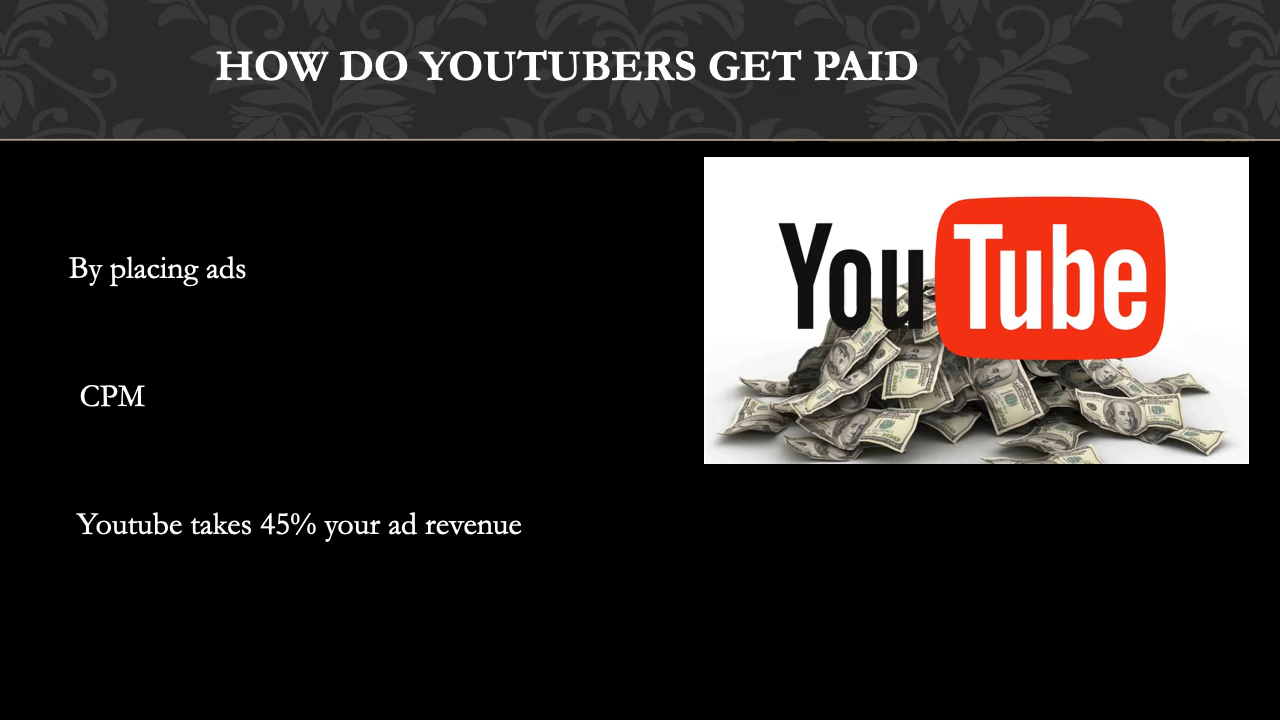 HOW DO YOUTUBERS GET PAID
By placing ads
CPM
Youtube takes 45% your ad revenue
YouTube